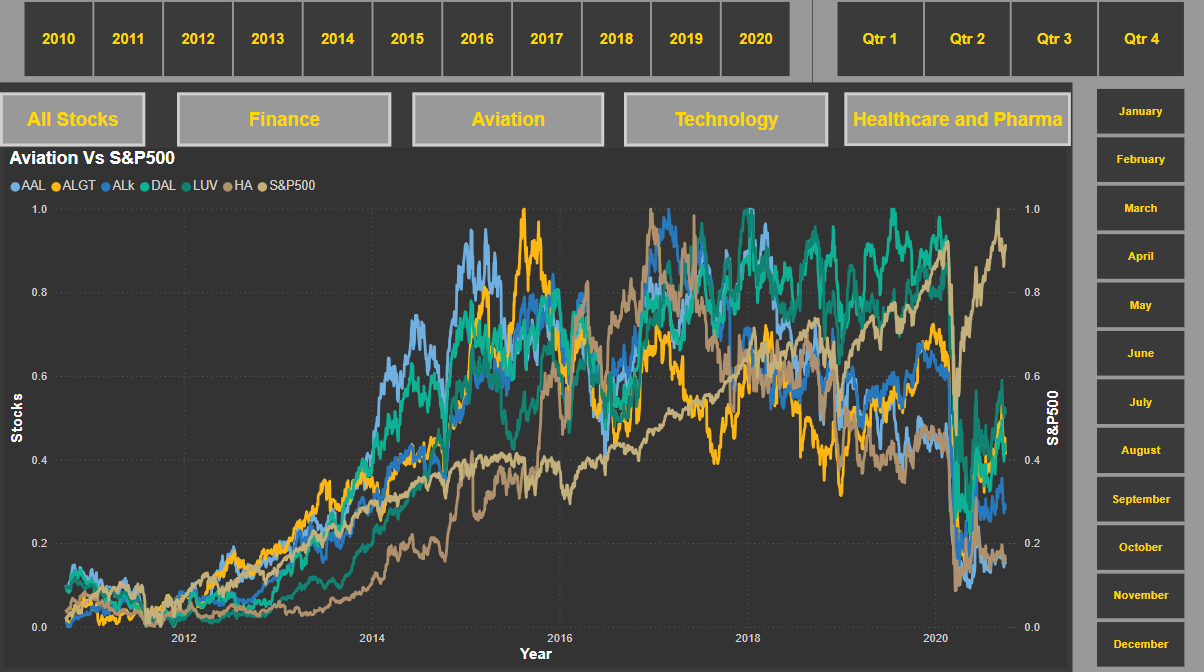 2010 2011 2012 2013 2014 2015 2016 2017 2018 2019 2020 Qtr 1 Qtr 2 Qtr 3 Qtr 4
All Stocks Finance Aviation Technology Healthcare and Pharma
Aviation Vs S&P500
AAL ALGT ALk DAL LUV HA S&P500
1.0
0.8
0.6
0.4
0.2
0.0
Stocks
1.0
0.8
0.6
0.4
0.2
0.0
S&P500
2012 2014 2016 2018 2020
Year
January
February
March
April
May
June
July
August
September
October
November
December